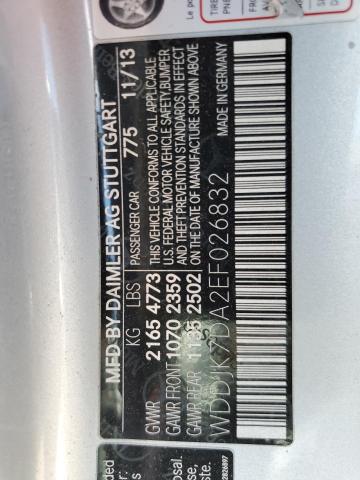 MFD BY DAIMLER AG STUTTGART
KG LBS PASSENGER CAR 775 11/13
GVWR 2165 4773 THIS VEHICLE CONFORMS TO ALL APPLICABLE
GAWR FRONT 1070 2359 U.S. FEDERAL MOTOR VEHICLE SAFETY,BUMPER
GAWR REAR 1135 2502 AND THEFT PREVENTION STANDARDS IN EFFECT
ON THE DATE OF MANUFACTURE SHOWN ABOVE
WDDJK7DA2EF026832 MADE IN GERMANY